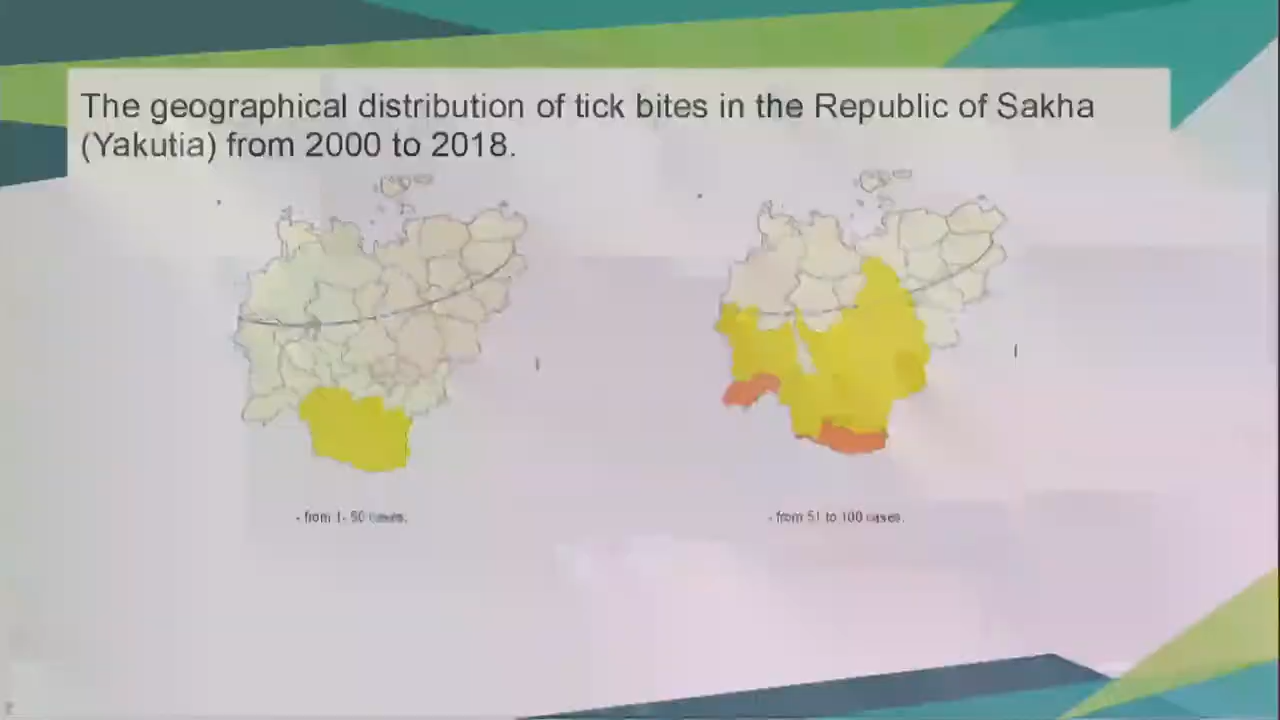 The geographical distribution of tick bites in the Republic of Sakha
(Yakutia) from 2000 to 2018.
- from 1- 50 cases.
- from 51 to 100 cases.